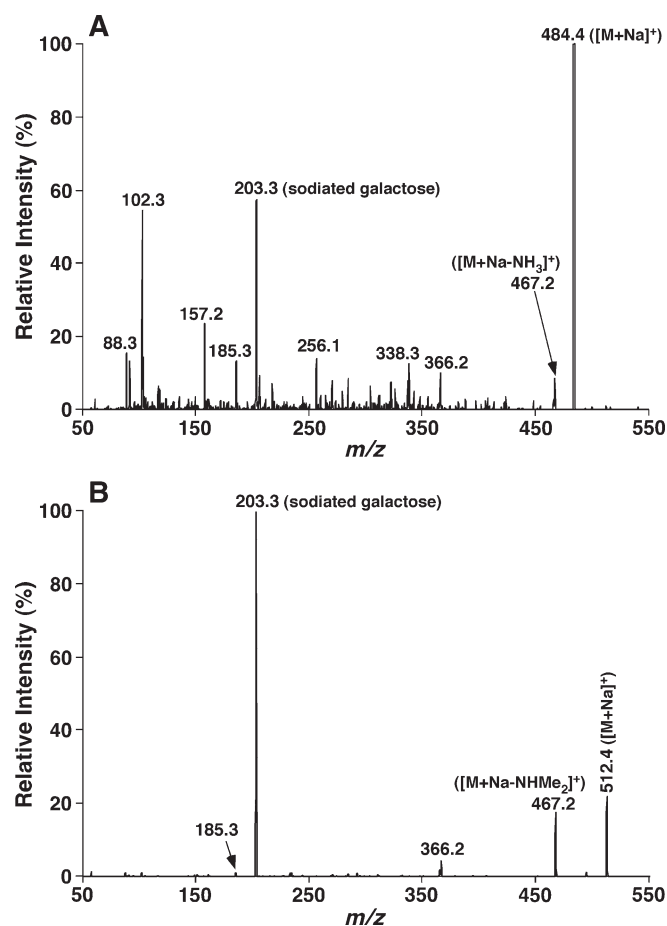 A
484.4 ([M+Na]+)
100
80
203.3 (sodiated galactose)
60
102.3
([M+Na-NH3]+)
467.2
40
157.2
185.3
256.1
338.3
366.2
88.3
20
0
50
150
250
350
450
550
Relative Intensity (%)
m/z
B
203.3 (sodiated galactose)
100
80
60
512.4 ([M+Na]+)
40
([M+Na-NHMe2]+)
467.2
185.3
366.2
20
0
50
150
250
350
450
550
Relative Intensity (%)
m/z